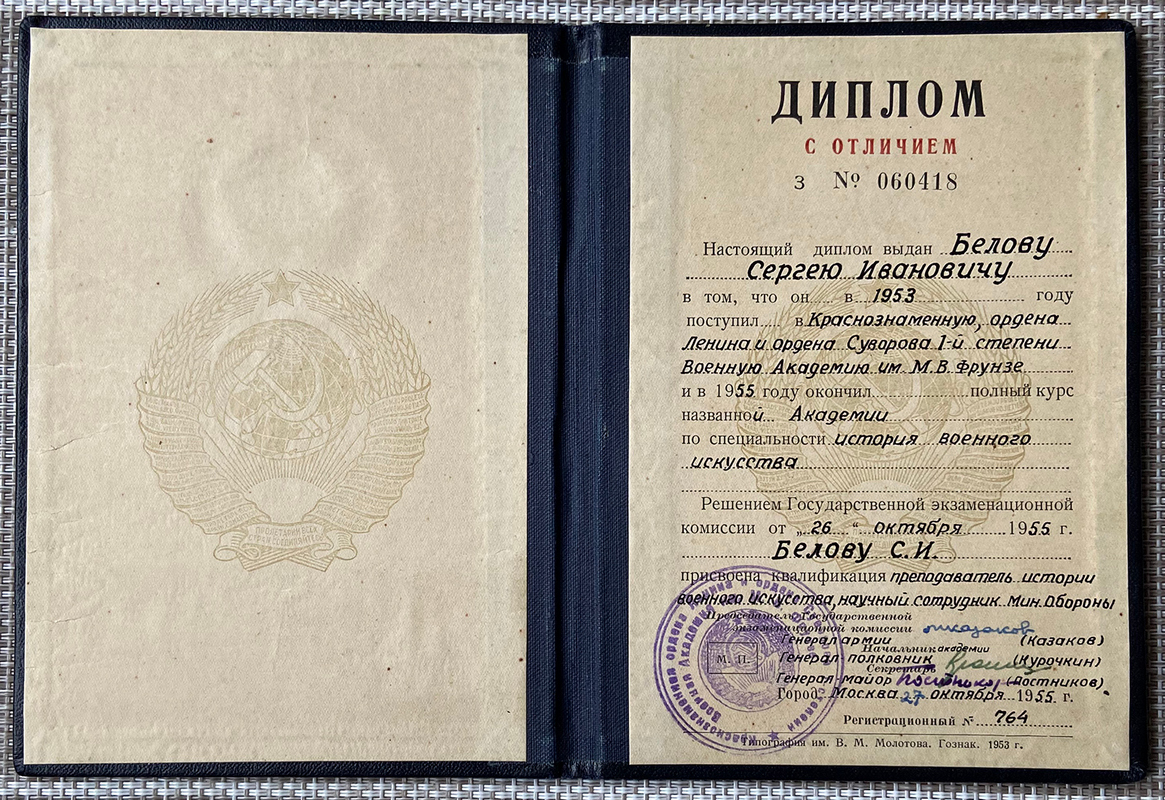 ДИПЛОМ
С ОТЛИЧИЕМ
З № 060418
Настоящий диплом выдан Белову
Сергею Ивановичу
в том, что он в 1953 году
поступил в Краснознаменную, ордена
Ленина и ордена Суворова 1-й степени
Военную Академию им. М.В. Фрунзе
и в 1955 году окончил полный курс
названной Академии
по специальности история военного
искусства
Решением Государственной экзаменационной
комиссии от „26" октября 1955 г.
Белову С.И.
присвоена квалификация преподаватель истории
военного искусства, научный сотрудник Мин. Обороны
Председатель Государственной
экзаменационной комиссии
Генерал армии (Казаков)
Начальник академии
Генерал-полковник (Курочкин)
Секретарь
Генерал-майор (Постников)
М. П.
Город Москва 27 октября 1955 г.
Регистрационный № 764
Типография им. В. М. Молотова. Гознак. 1953 г.